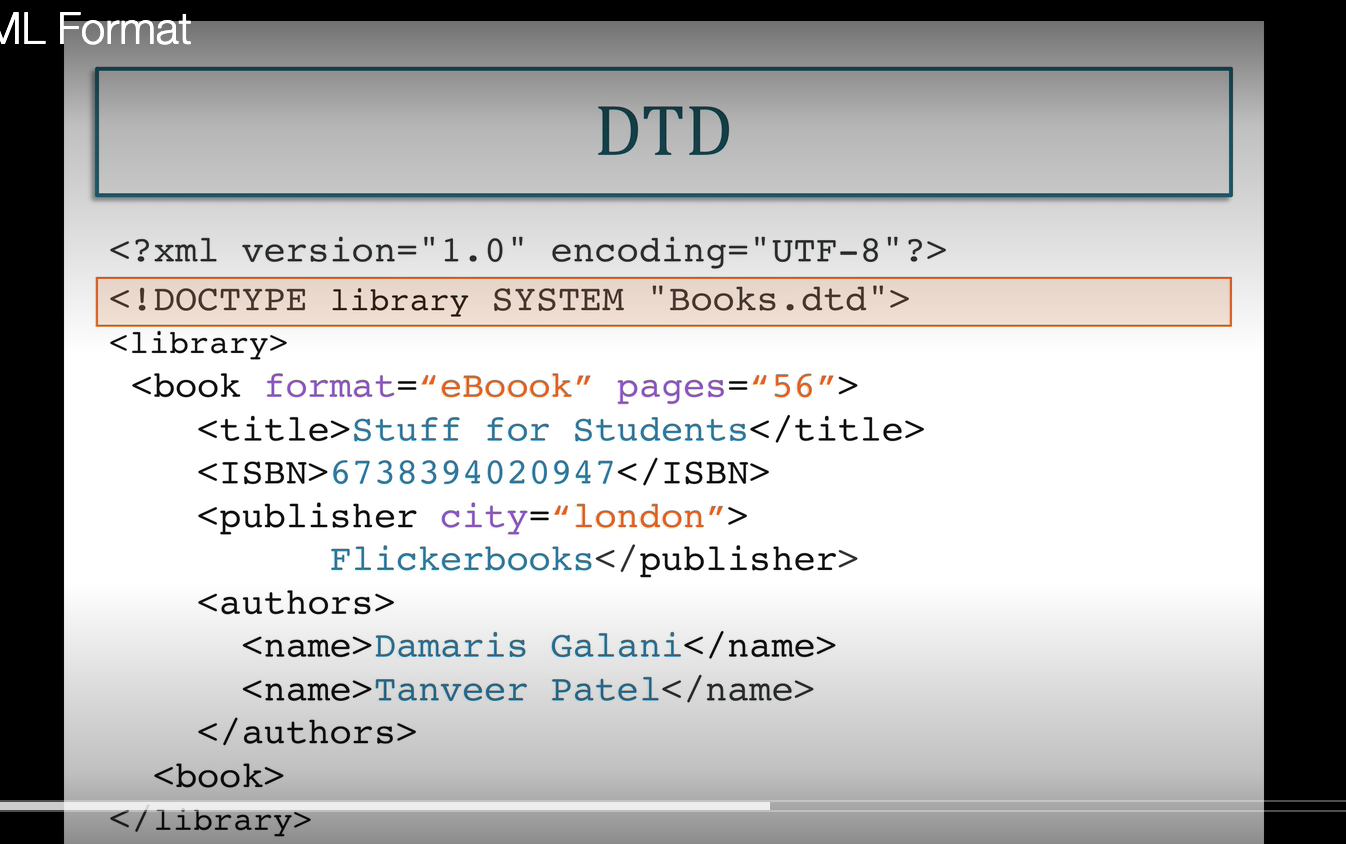 ML Format
DTD
<?xml version="1.0" encoding="UTF-8"?>
<!DOCTYPE library SYSTEM "Books.dtd">
<library>
<book format=“eBoook” pages=“56”>
<title>Stuff for Students</title>
<ISBN>6738394020947</ISBN>
<publisher city=“london”>
Flickerbooks</publisher>
<authors>
<name>Damaris Galani</name>
<name>Tanveer Patel</name>
</authors>
<book>
</library>